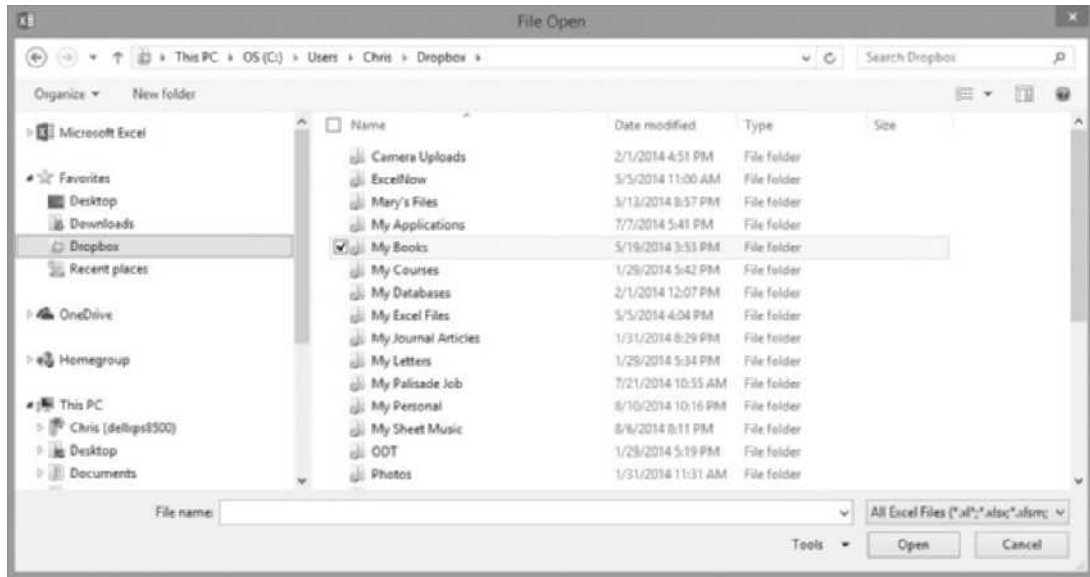 File Open
This PC OS (C:) Users Chris Dropbox
Search Dropbox
Organize New folder
Microsoft Excel
Favorites
Desktop
Downloads
Dropbox
Recent places
OneDrive
Homegroup
This PC
Chris (dellxps8500)
Desktop
Documents
Name Date modified Type Size
Camera Uploads 2/1/2014 4:51 PM File folder
ExcelNow 5/5/2014 11:00 AM File folder
Mary's Files 5/13/2014 8:57 PM File folder
My Applications 7/7/2014 5:41 PM File folder
My Books 5/19/2014 3:53 PM File folder
My Courses 1/29/2014 5:42 PM File folder
My Databases 2/1/2014 12:07 PM File folder
My Excel Files 5/5/2014 4:04 PM File folder
My Journal Articles 1/31/2014 8:29 PM File folder
My Letters 1/29/2014 5:34 PM File folder
My Palisade Job 7/21/2014 10:55 AM File folder
My Personal 8/10/2014 10:16 PM File folder
My Sheet Music 8/6/2014 8:11 PM File folder
ODT 1/29/2014 5:19 PM File folder
Photos 1/31/2014 11:31 AM File folder
File name:
All Excel Files (*.xl*;*.xlsx;*.xlsm;
Tools Open Cancel